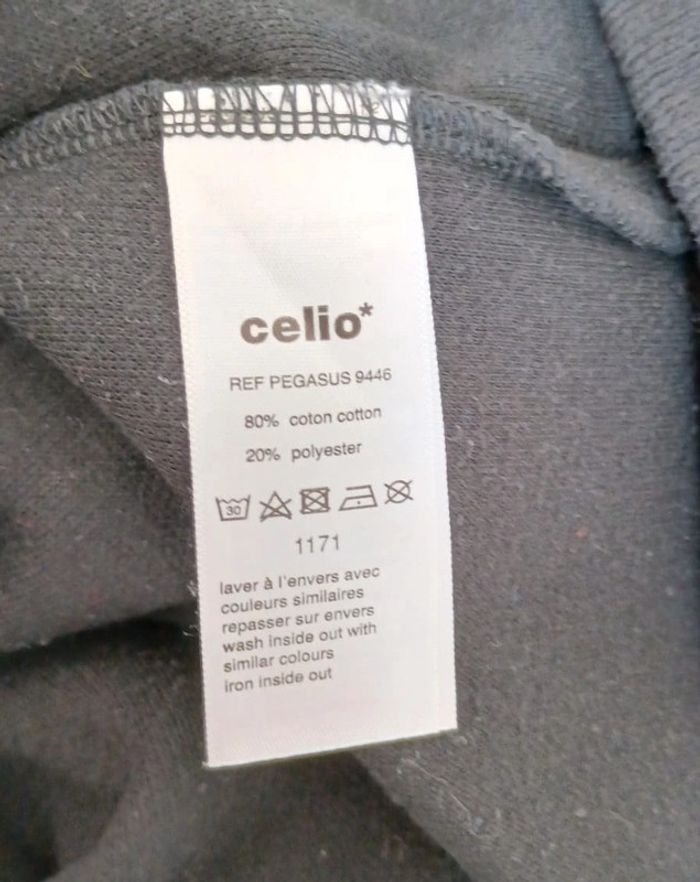 celio*
REF PEGASUS 9446
80% coton cotton
20% polyester
30
1171
laver à l'envers avec
couleurs similaires
repasser sur envers
wash inside out with
similar colours
iron inside out